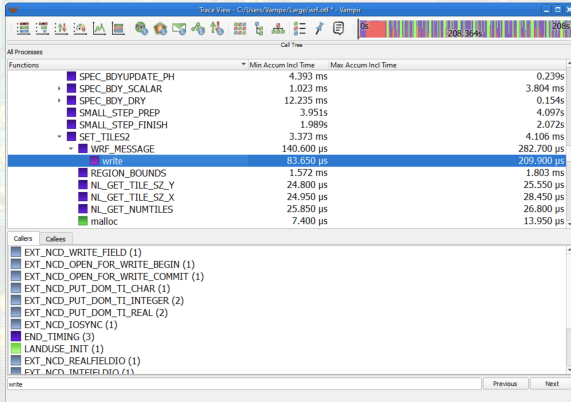 Trace View - C:/Users/Vampir/Large/wrf.otf * - Vampir
0s 208s
208.364s
Call Tree
All Processes
Functions Min Accum Incl Time Max Accum Incl Time
SPEC_BDYUPDATE_PH 4.393 ms 0.239s
SPEC_BDY_SCALAR 1.023 ms 3.804 ms
SPEC_BDY_DRY 12.235 ms 0.154s
SMALL_STEP_PREP 3.951s 4.097s
SMALL_STEP_FINISH 1.989s 2.072s
SET_TILES2 3.373 ms 4.106 ms
WRF_MESSAGE 140.600 µs 282.700 µs
write 83.650 µs 209.900 µs
REGION_BOUNDS 1.572 ms 1.803 ms
NL_GET_TILE_SZ_Y 24.800 µs 25.550 µs
NL_GET_TILE_SZ_X 24.950 µs 28.450 µs
NL_GET_NUMTILES 25.850 µs 26.800 µs
malloc 7.400 µs 13.950 µs
Callers Callees
EXT_NCD_WRITE_FIELD (1)
EXT_NCD_OPEN_FOR_WRITE_BEGIN (1)
EXT_NCD_OPEN_FOR_WRITE_COMMIT (1)
EXT_NCD_PUT_DOM_TI_CHAR (1)
EXT_NCD_PUT_DOM_TI_INTEGER (2)
EXT_NCD_PUT_DOM_TI_REAL (2)
EXT_NCD_IOSYNC (1)
END_TIMING (3)
LANDUSE_INIT (1)
EXT_NCD_REALFIELDIO (1)
EXT_NCD_INTFIELDIO (1)
write Previous Next